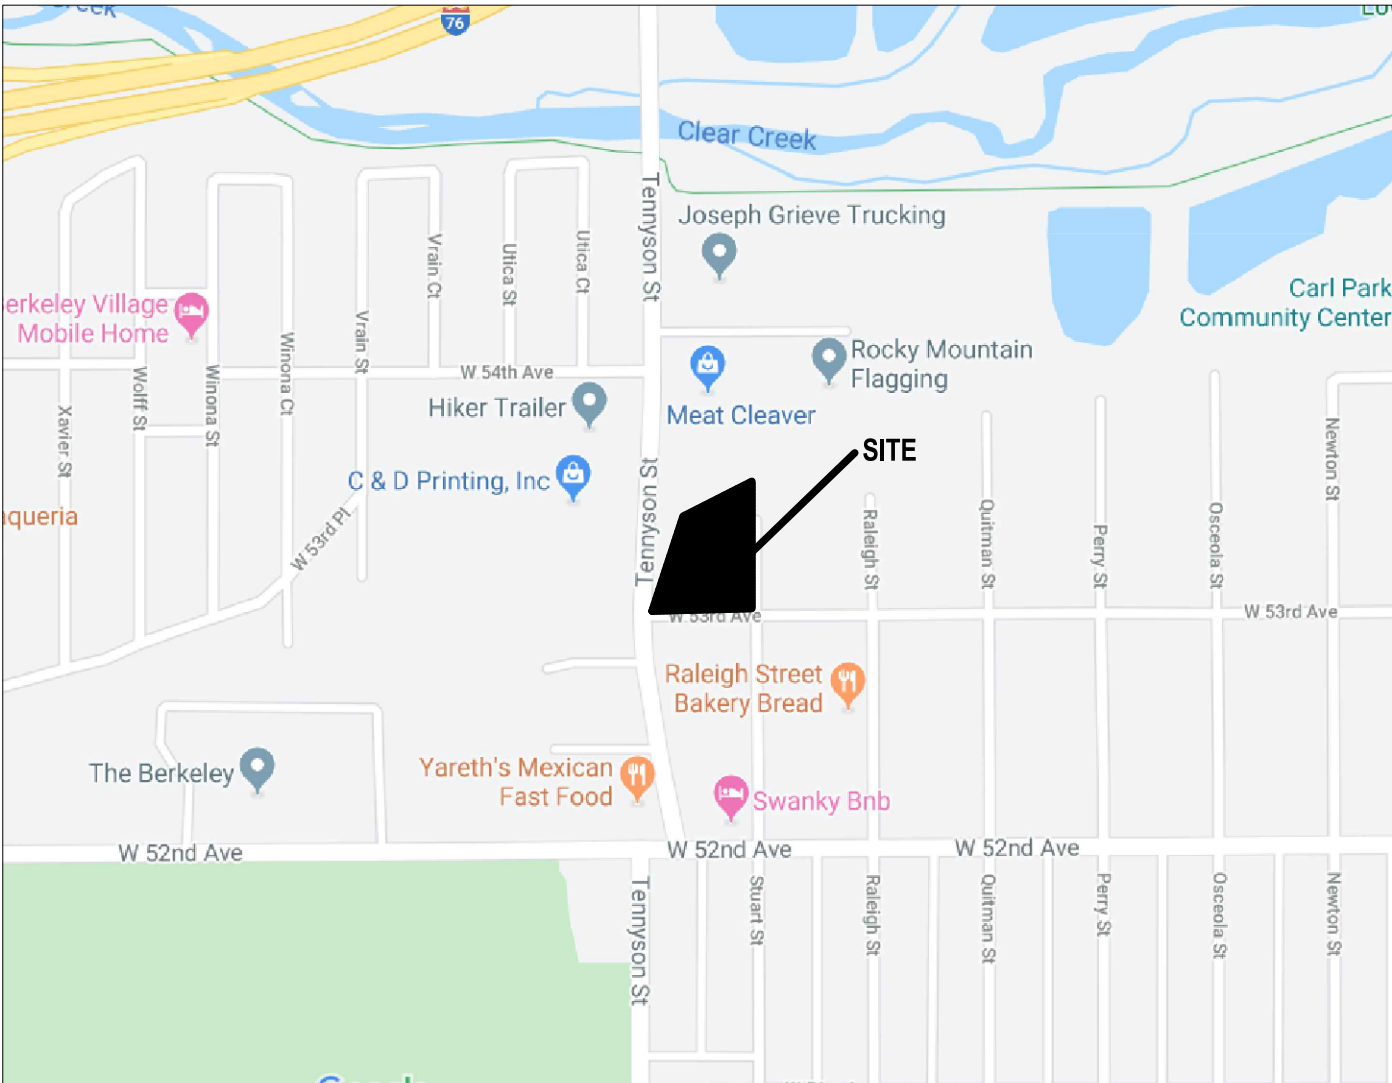 Creek
76
Clear Creek
Tennyson St
Joseph Grieve Trucking
Vrain Ct
Utica St
Utica Ct
Carl Park
Community Center
erkeley Village
Mobile Home
Vrain St
Winona Ct
Rocky Mountain
Flagging
W 54th Ave
Wolff St
Winona St
Hiker Trailer
Meat Cleaver
Xavier St
SITE
Newton St
C & D Printing, Inc
Tennyson St
aqueria
W 53rd Pl
Raleigh St
Quitman St
Perry St
Osceola St
W 53rd Ave
W 53rd Ave
Raleigh Street
Bakery Bread
The Berkeley
Yareth's Mexican
Fast Food
Swanky Bnb
W 52nd Ave
W 52nd Ave
W 52nd Ave
Tennyson St
Stuart St
Raleigh St
Quitman St
Perry St
Osceola St
Newton St